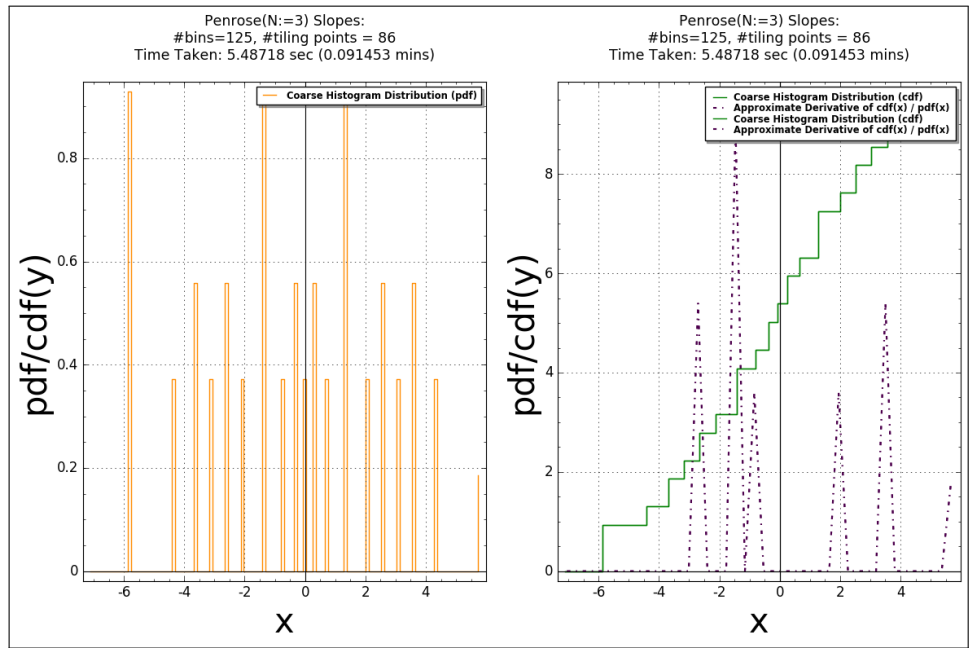 Penrose(N:=3) Slopes:
#bins=125, #tiling points = 86
Time Taken: 5.48718 sec (0.091453 mins)
Coarse Histogram Distribution (pdf)
0.8
0.6
0.4
0.2
0
-6
-4
-2
0
2
4
pdf/cdf(y)
x
Penrose(N:=3) Slopes:
#bins=125, #tiling points = 86
Time Taken: 5.48718 sec (0.091453 mins)
Coarse Histogram Distribution (cdf)
Approximate Derivative of cdf(x) / pdf(x)
Coarse Histogram Distribution (cdf)
Approximate Derivative of cdf(x) / pdf(x)
8
6
4
2
0
-6
-4
-2
0
2
4
pdf/cdf(y)
x